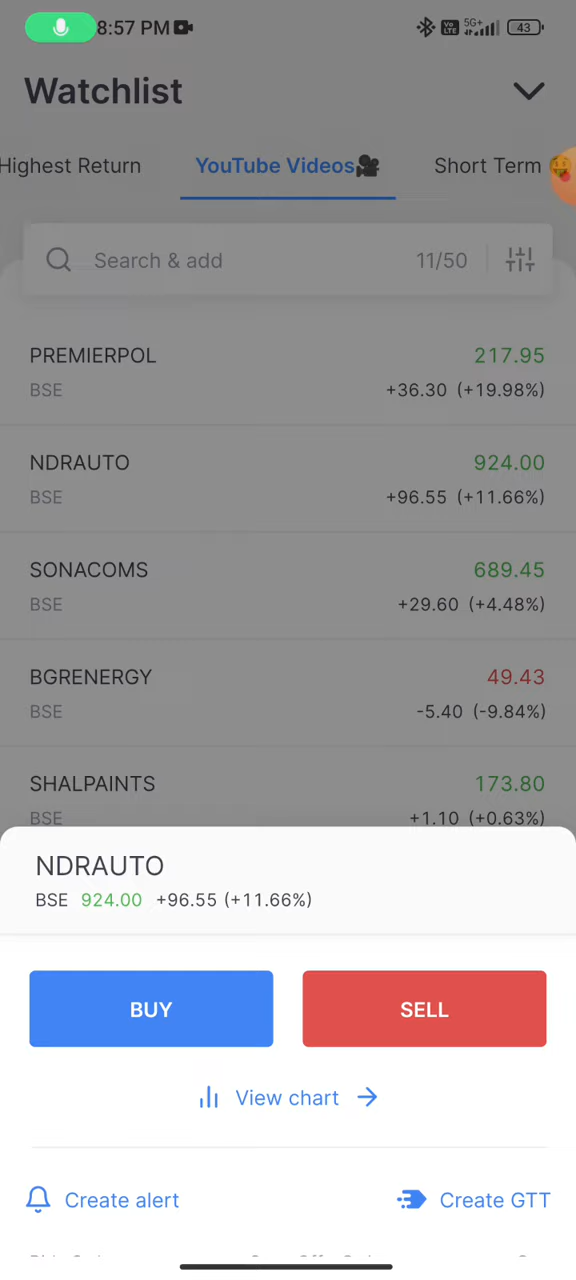 8:57 PM
Vo LTE 5G+ 43
Watchlist
Highest Return YouTube Videos Short Term
Search & add 11/50
PREMIERPOL 217.95
BSE +36.30 (+19.98%)
NDRAUTO 924.00
BSE +96.55 (+11.66%)
SONACOMS 689.45
BSE +29.60 (+4.48%)
BGRENERGY 49.43
BSE -5.40 (-9.84%)
SHALPAINTS 173.80
BSE +1.10 (+0.63%)
NDRAUTO
BSE 924.00 +96.55 (+11.66%)
BUY SELL
View chart
Create alert Create GTT